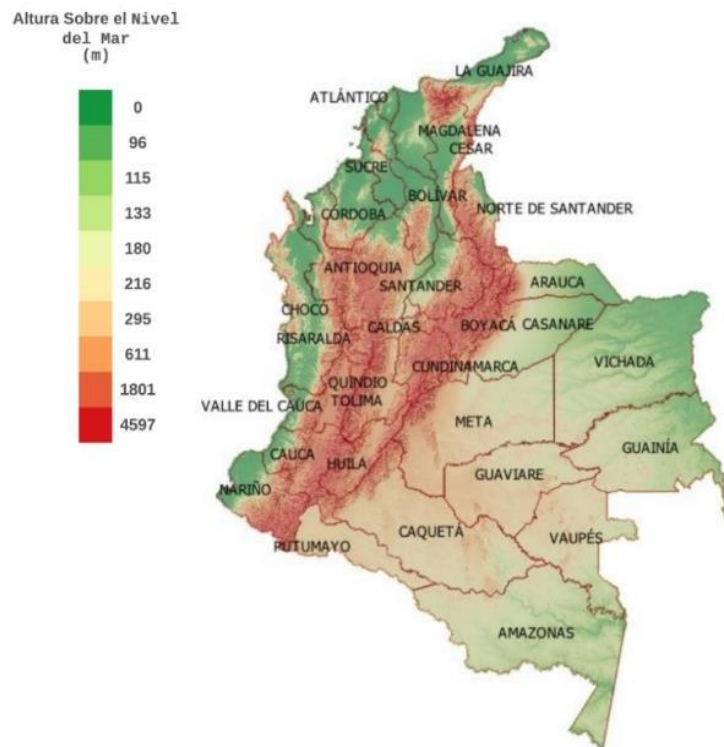 Altura Sobre el Nivel
del Mar
(m)
0
96
115
133
180
216
295
611
1801
4597
LA GUAJIRA
ATLÁNTICO
MAGDALENA
CESAR
SUCRE
BOLÍVAR
NORTE DE SANTANDER
CÓRDOBA
ANTIOQUIA
SANTANDER
ARAUCA
CHOCÓ
CALDAS
BOYACÁ
CASANARE
RISARALDA
CUNDINAMARCA
VICHADA
QUINDIO
TOLIMA
VALLE DEL CAUCA
META
GUAINÍA
CAUCA
HUILA
GUAVIARE
NARIÑO
CAQUETÁ
VAUPÉS
PUTUMAYO
AMAZONAS